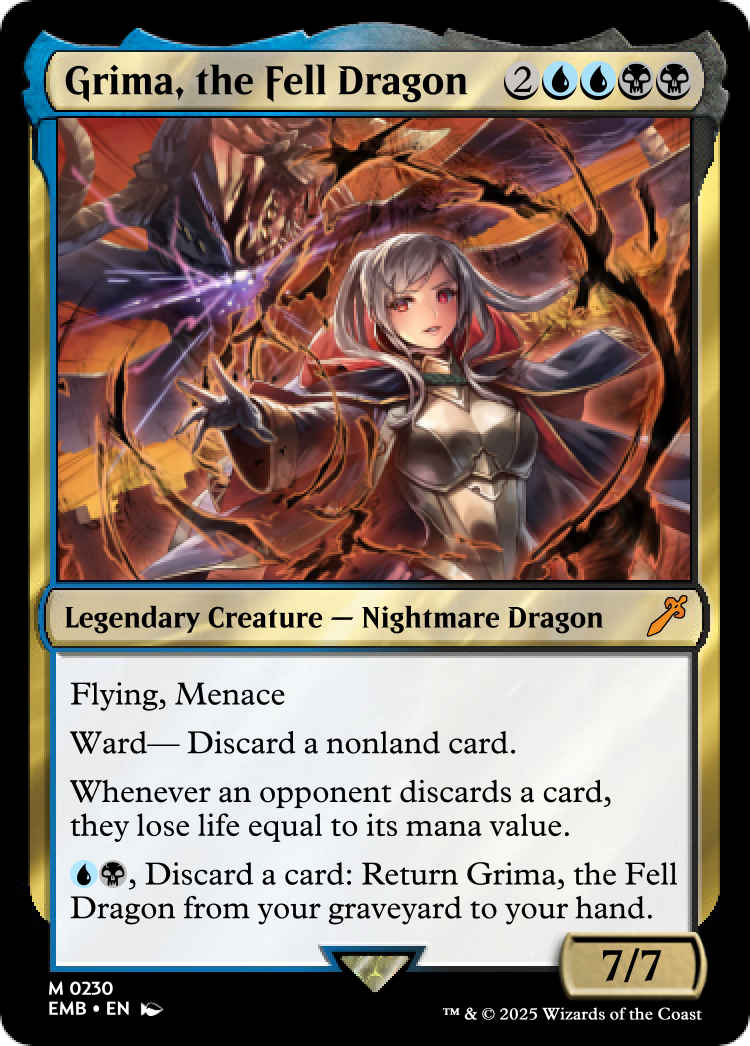 Grima, the Fell Dragon 2
Legendary Creature — Nightmare Dragon
Flying, Menace
Ward— Discard a nonland card.
Whenever an opponent discards a card,
they lose life equal to its mana value.
, Discard a card: Return Grima, the Fell
Dragon from your graveyard to your hand.
7/7
M 0230
EMB • EN
™ & © 2025 Wizards of the Coast